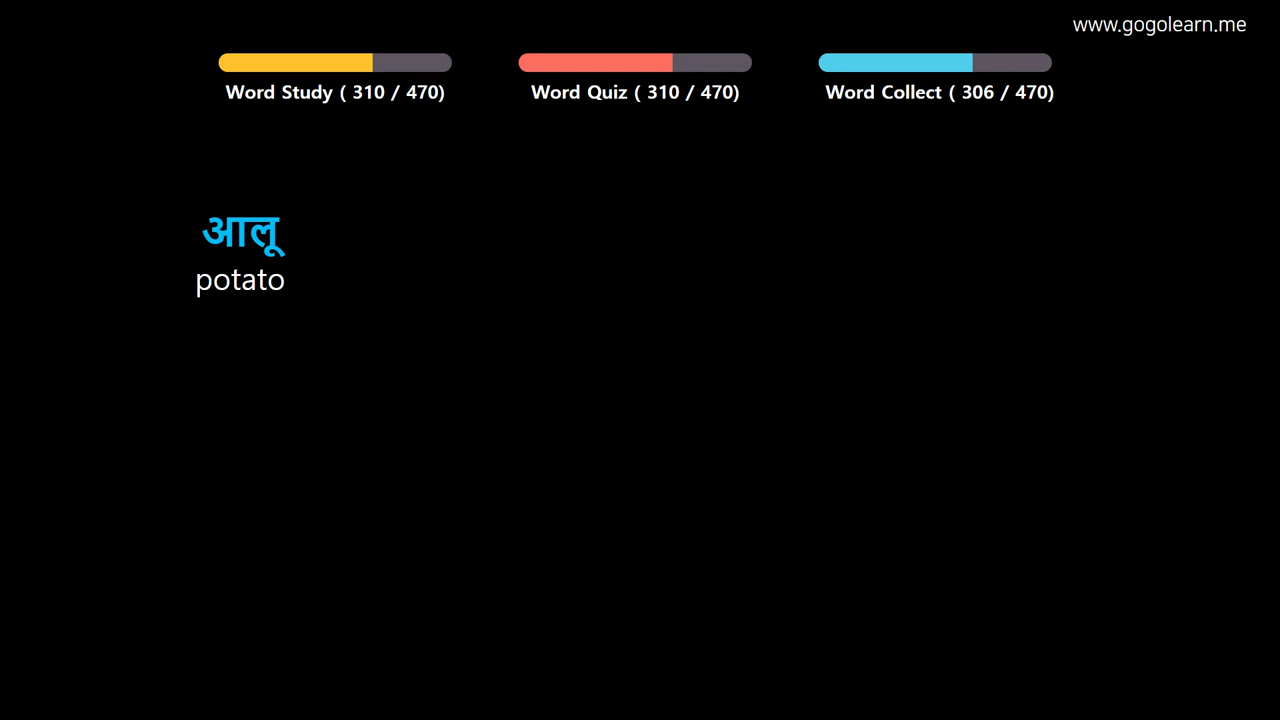 www.gogolearn.me
Word Study ( 310 / 470)
Word Quiz ( 310 / 470)
Word Collect ( 306 / 470)
आलू
potato